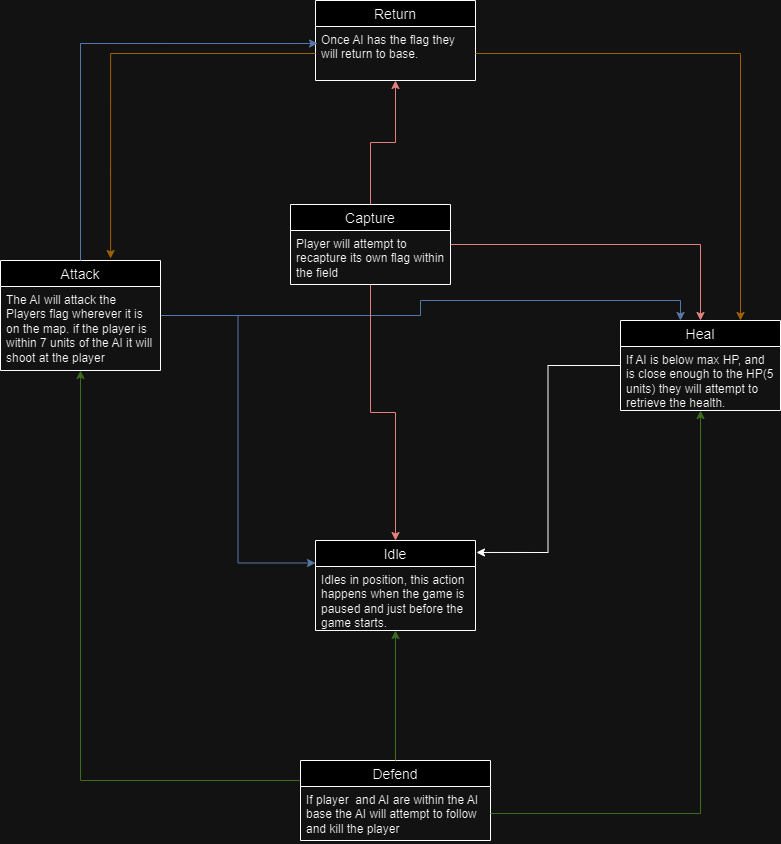 Return
Once AI has the flag they
will return to base.
Capture
Player will attempt to
recapture its own flag within
the field
Attack
The AI will attack the
Players flag wherever it is
on the map. if the player is
within 7 units of the AI it will
shoot at the player
Heal
If AI is below max HP, and
is close enough to the HP(5
units) they will attempt to
retrieve the health.
Idle
Idles in position, this action
happens when the game is
paused and just before the
game starts.
Defend
If player and AI are within the AI
base the AI will attempt to follow
and kill the player